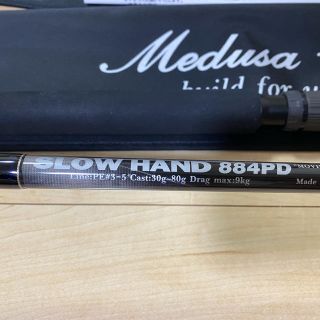 Medusa
build for
SLOW HAND 884PD
Line:PE#3-5 Cast:30g-80g Drag max:9kg
Made